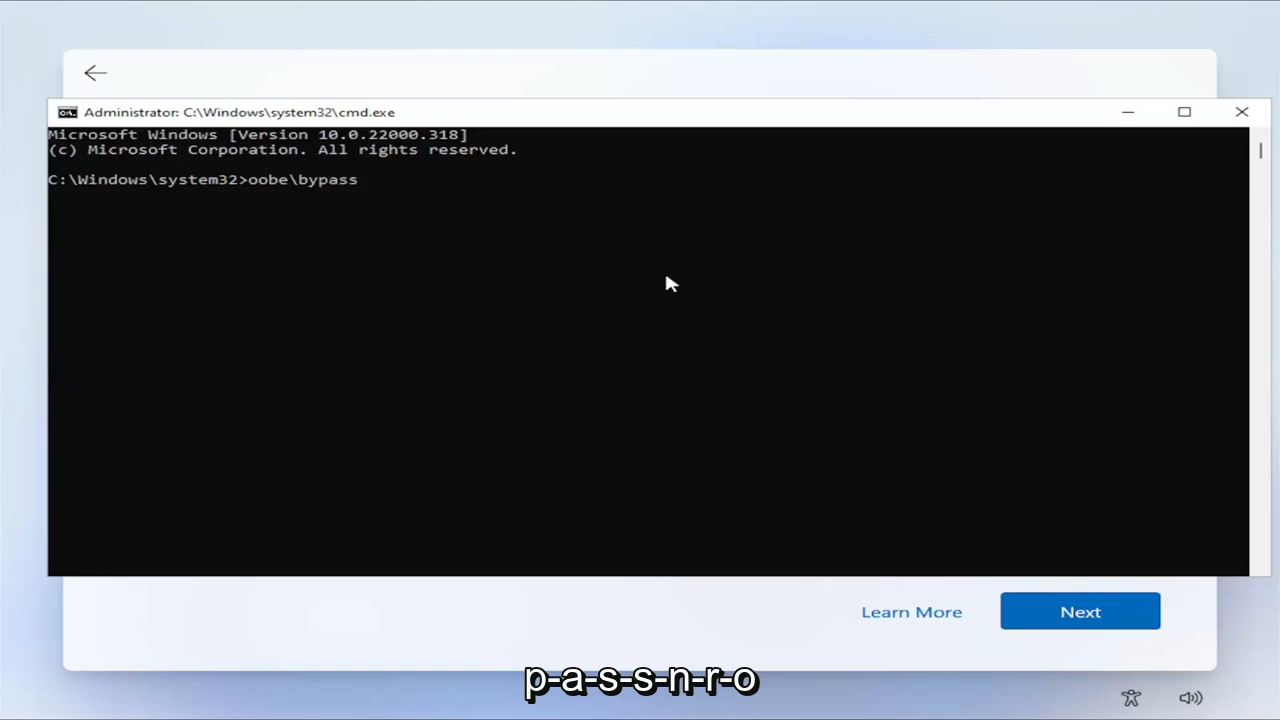 Administrator: C:\Windows\system32\cmd.exe
Microsoft Windows [Version 10.0.22000.318]
(c) Microsoft Corporation. All rights reserved.
C:\Windows\system32>oobe\bypass
Learn More
Next
p-a-s-s-n-r-o